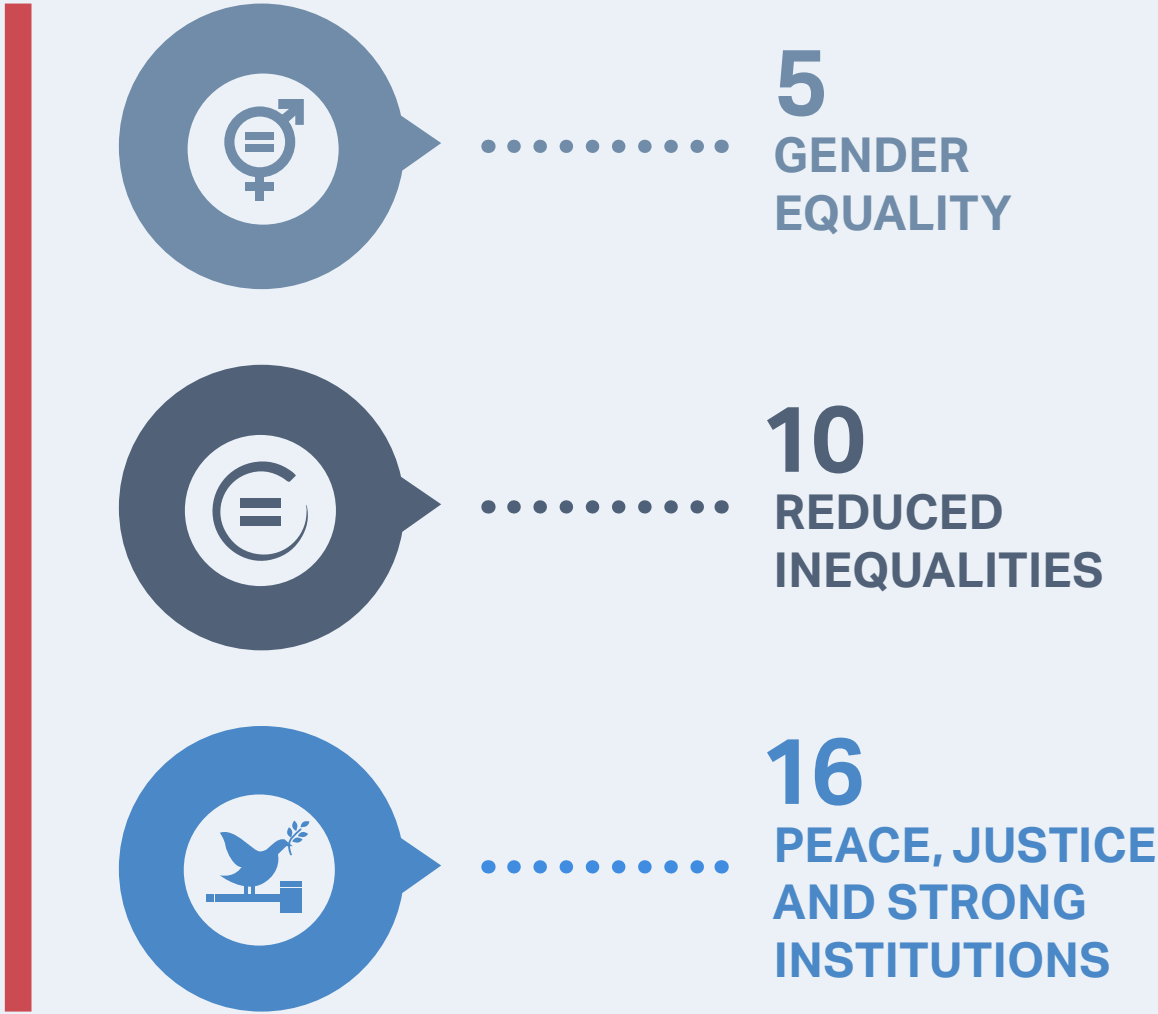 5
GENDER
EQUALITY
10
REDUCED
INEQUALITIES
16
PEACE, JUSTICE
AND STRONG
INSTITUTIONS